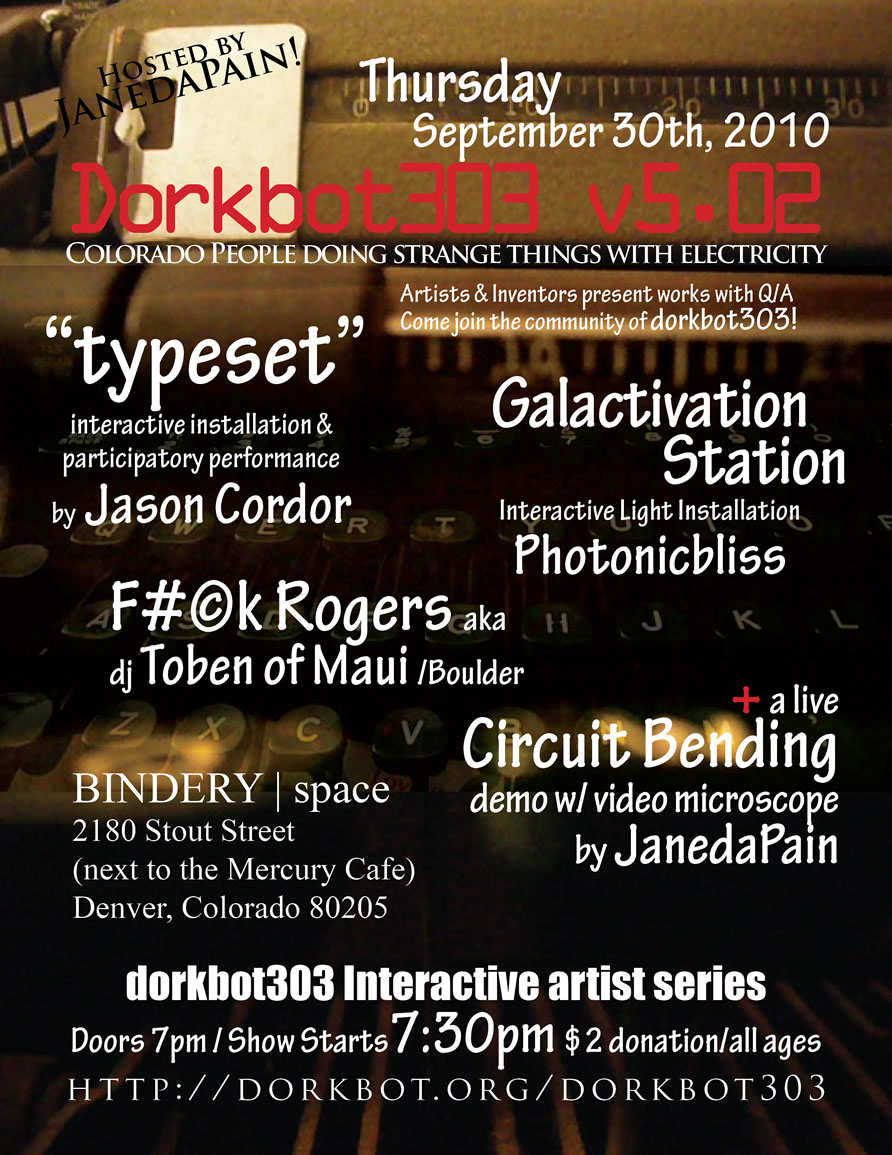 HOSTED BY
JANEDAPAIN!
Thursday
September 30th, 2010
Dorkbot303 v5.02
COLORADO PEOPLE DOING STRANGE THINGS WITH ELECTRICITY
Artists & Inventors present works with Q/A
Come join the community of dorkbot303!
“typeset”
interactive installation &
participatory performance
by Jason Cordor
Galactivation
Station
Interactive Light Installation
Photonicbliss
F#©k Rogers aka
dj Toben of Maui /Boulder
+ a live
Circuit Bending
demo w/ video microscope
by JanedaPain
BINDERY | space
2180 Stout Street
(next to the Mercury Cafe)
Denver, Colorado 80205
dorkbot303 Interactive artist series
Doors 7pm / Show Starts 7:30pm $2 donation/all ages
HTTP://DORKBOT.ORG/DORKBOT303